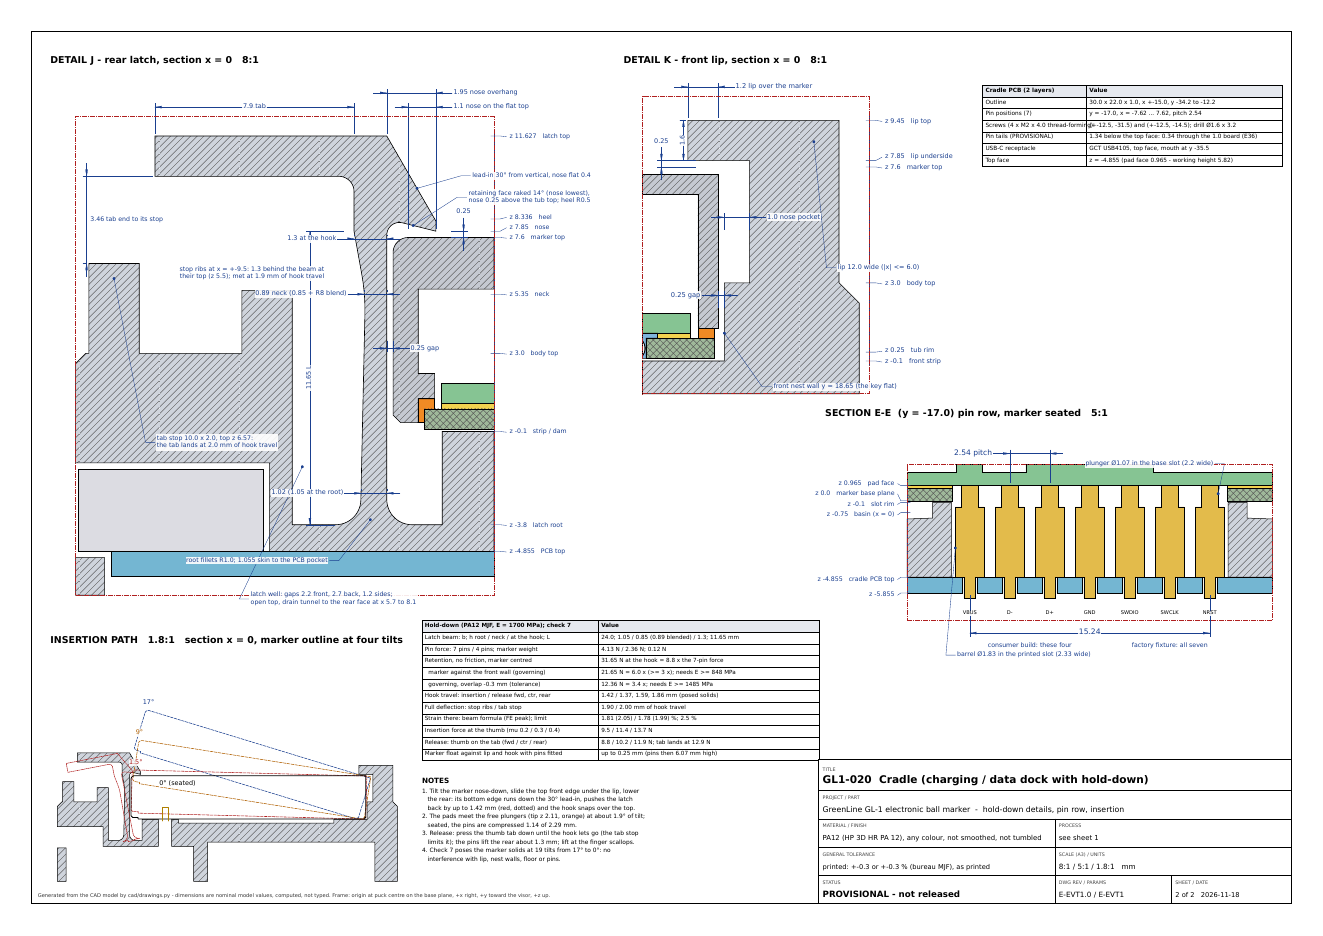 DETAIL J - rear latch, section x = 0   8:1
7.9 tab
1.95 nose overhang
1.1 nose on the flat top
z 11.627   latch top
lead-in 30° from vertical, nose flat 0.4
retaining face raked 14° (nose lowest),
nose 0.25 above the tub top; heel R0.5
0.25
z 8.336   heel
z 7.85   nose
z 7.6   marker top
3.46 tab end to its stop
1.3 at the hook
stop ribs at x = +-9.5: 1.3 behind the beam at
their top (z 5.5); met at 1.9 mm of hook travel
0.89 neck (0.85 + R8 blend)
z 5.35   neck
0.25 gap
z 3.0   body top
11.65 L
z -0.1   strip / dam
tab stop 10.0 x 2.0, top z 6.57:
the tab lands at 2.0 mm of hook travel
1.02 (1.05 at the root)
z -3.8   latch root
z -4.855   PCB top
root fillets R1.0; 1.055 skin to the PCB pocket
latch well: gaps 2.2 front, 2.7 back, 1.2 sides;
open top, drain tunnel to the rear face at x 5.7 to 8.1
DETAIL K - front lip, section x = 0   8:1
1.2 lip over the marker
z 9.45   lip top
1.6
0.25
z 7.85   lip underside
z 7.6   marker top
1.0 nose pocket
lip 12.0 wide (|x| <= 6.0)
z 3.0   body top
0.25 gap
z 0.25   tub rim
z -0.1   front strip
front nest wall y = 18.65 (the key flat)
Cradle PCB (2 layers)   Value
Outline   30.0 x 22.0 x 1.0, x +-15.0, y -34.2 to -12.2
Pin positions (7)   y = -17.0, x = -7.62 ... 7.62, pitch 2.54
Screws (4 x M2 x 4.0 thread-forming)   (+-12.5, -31.5) and (+-12.5, -14.5); drill Ø1.6 x 3.2
Pin tails (PROVISIONAL)   1.34 below the top face: 0.34 through the 1.0 board (E36)
USB-C receptacle   GCT USB4105, top face, mouth at y -35.5
Top face   z = -4.855 (pad face 0.965 - working height 5.82)
SECTION E-E  (y = -17.0) pin row, marker seated   5:1
2.54 pitch
plunger Ø1.07 in the base slot (2.2 wide)
z 0.965   pad face
z 0.0   marker base plane
z -0.1   slot rim
z -0.75   basin (x = 0)
z -4.855   cradle PCB top
z -5.855
VBUS   D-   D+   GND   SWDIO   SWCLK   NRST
15.24
consumer build: these four   factory fixture: all seven
barrel Ø1.83 in the printed slot (2.33 wide)
INSERTION PATH   1.8:1   section x = 0, marker outline at four tilts
17°
9°
1.5°
0° (seated)
Hold-down (PA12 MJF, E = 1700 MPa); check 7   Value
Latch beam: b; h root / neck / at the hook; L   24.0; 1.05 / 0.85 (0.89 blended) / 1.3; 11.65 mm
Pin force: 7 pins / 4 pins; marker weight   4.13 N / 2.36 N; 0.12 N
Retention, no friction, marker centred   31.65 N at the hook = 8.8 x the 7-pin force
marker against the front wall (governing)   21.65 N = 6.0 x (>= 3 x); needs E >= 848 MPa
governing, overlap -0.3 mm (tolerance)   12.36 N = 3.4 x; needs E >= 1485 MPa
Hook travel: insertion / release fwd, ctr, rear   1.42 / 1.37, 1.59, 1.86 mm (posed solids)
Full deflection: stop ribs / tab stop   1.90 / 2.00 mm
Strain there: beam formula (FE peak); limit   1.81 (2.05) / 1.78 (1.99) %; 2.5 %
Insertion force at the thumb (mu 0.2 / 0.3 / 0.4)   9.5 / 11.4 / 13.7 N
Release: thumb on the tab (fwd / ctr / rear)   8.8 / 10.2 / 11.9 N; tab lands at 12.9 N
Marker float against lip and hook with pins fitted   up to 0.25 mm (pins then 6.07 mm high)
NOTES
1. Tilt the marker nose-down, slide the top front edge under the lip, lower
the rear: its bottom edge runs down the 30° lead-in, pushes the latch
back by up to 1.42 mm (red, dotted) and the hook snaps over the top.
2. The pads meet the free plungers (tip z 2.11, orange) at about 1.9° of tilt;
seated, the pins are compressed 1.14 of 2.29 mm.
3. Release: press the thumb tab down until the hook lets go (the tab stop
limits it); the pins lift the rear about 1.3 mm; lift at the finger scallops.
4. Check 7 poses the marker solids at 19 tilts from 17° to 0°: no
interference with lip, nest walls, floor or pins.
TITLE
GL1-020  Cradle (charging / data dock with hold-down)
PROJECT / PART
GreenLine GL-1 electronic ball marker  -  hold-down details, pin row, insertion
MATERIAL / FINISH   PROCESS
PA12 (HP 3D HR PA 12), any colour, not smoothed, not tumbled   see sheet 1
GENERAL TOLERANCE   SCALE (A3) / UNITS
printed: +-0.3 or +-0.3 % (bureau MJF), as printed   8:1 / 5:1 / 1.8:1   mm
STATUS   DWG REV / PARAMS   SHEET / DATE
PROVISIONAL - not released   E-EVT1.0 / E-EVT1   2 of 2   2026-11-18
Generated from the CAD model by cad/drawings.py - dimensions are nominal model values, computed, not typed. Frame: origin at puck centre on the base plane, +x right, +y toward the visor, +z up.